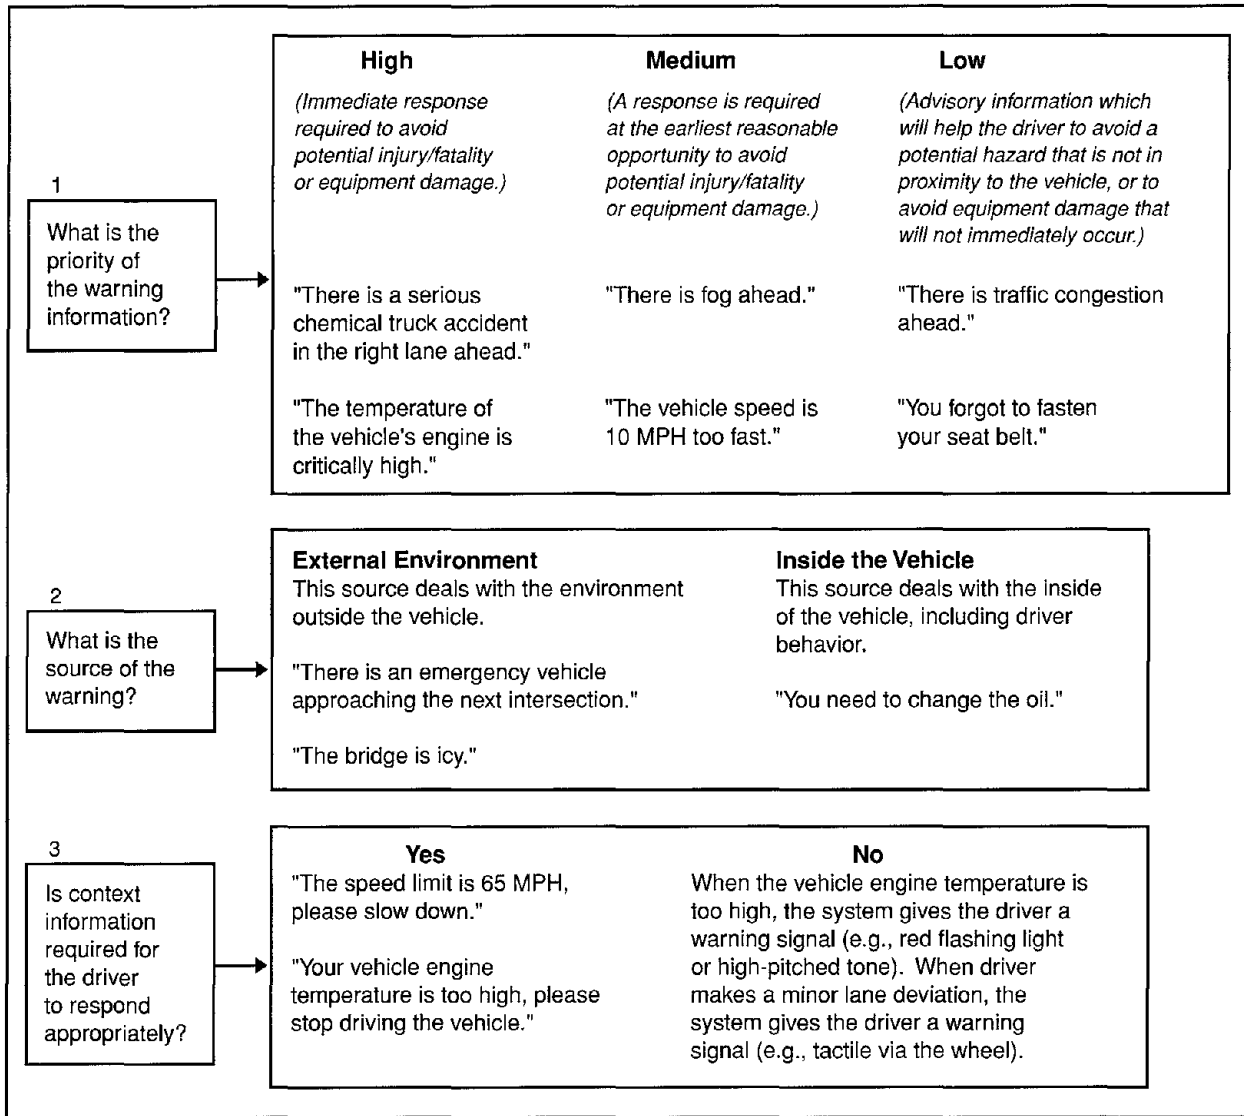 High
(Immediate response
required to avoid
potential injury/fatality
or equipment damage.)
Medium
(A response is required
at the earliest reasonable
opportunity to avoid
potential injury/fatality
or equipment damage.)
Low
(Advisory information which
will help the driver to avoid a
potential hazard that is not in
proximity to the vehicle, or to
avoid equipment damage that
will not immediately occur.)
1
What is the
priority of
the warning
information?
"There is a serious
chemical truck accident
in the right lane ahead."
"There is fog ahead."
"There is traffic congestion
ahead."
"The temperature of
the vehicle's engine is
critically high."
"The vehicle speed is
10 MPH too fast."
"You forgot to fasten
your seat belt."
2
What is the
source of the
warning?
External Environment
This source deals with the environment
outside the vehicle.
"There is an emergency vehicle
approaching the next intersection."
"The bridge is icy."
Inside the Vehicle
This source deals with the inside
of the vehicle, including driver
behavior.
"You need to change the oil."
3
Is context
information
required for
the driver
to respond
appropriately?
Yes
"The speed limit is 65 MPH,
please slow down."
"Your vehicle engine
temperature is too high, please
stop driving the vehicle."
No
When the vehicle engine temperature is
too high, the system gives the driver a
warning signal (e.g., red flashing light
or high-pitched tone). When driver
makes a minor lane deviation, the
system gives the driver a warning
signal (e.g., tactile via the wheel).